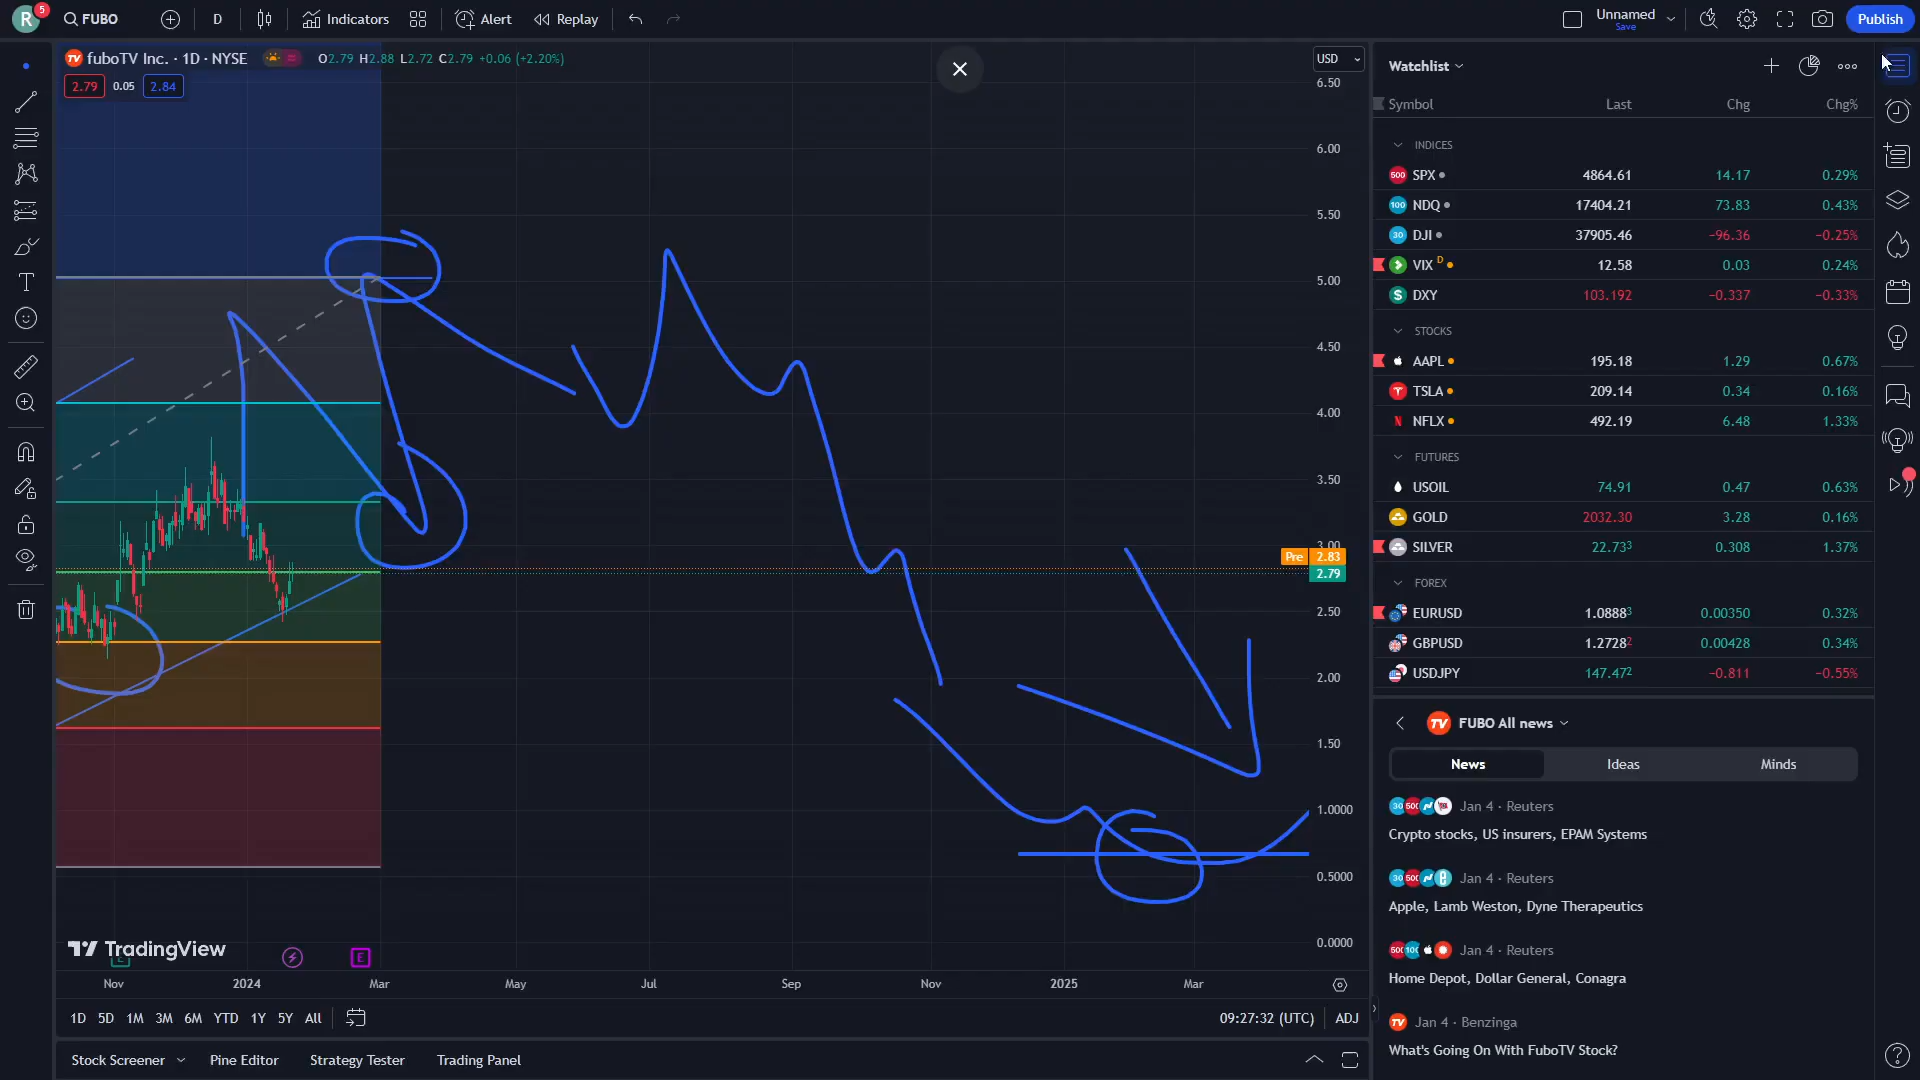 R 5 FUBO D Indicators Alert Replay Unnamed Save Publish
fuboTV Inc. · 1D · NYSE O2.79 H2.88 L2.72 C2.79 +0.06 (+2.20%) USD
2.79 0.05 2.84
6.50
6.00
5.50
5.00
4.50
4.00
3.50
3.00
Pre 2.83
2.79
2.50
2.00
1.50
1.0000
0.5000
0.0000
TradingView
E E
Nov 2024 Mar May Jul Sep Nov 2025 Mar
1D 5D 1M 3M 6M YTD 1Y 5Y All 09:27:32 (UTC) ADJ
Stock Screener Pine Editor Strategy Tester Trading Panel
Watchlist
Symbol Last Chg Chg%
INDICES
500 SPX 4864.61 14.17 0.29%
100 NDQ 17404.21 73.83 0.43%
30 DJI 37905.46 −96.36 −0.25%
VIX D 12.58 0.03 0.24%
$ DXY 103.192 −0.337 −0.33%
STOCKS
AAPL 195.18 1.29 0.67%
TSLA 209.14 0.34 0.16%
N NFLX 492.19 6.48 1.33%
FUTURES
USOIL 74.91 0.47 0.63%
GOLD 2032.30 3.28 0.16%
SILVER 22.73³ 0.308 1.37%
FOREX
EURUSD 1.0888³ 0.00350 0.32%
GBPUSD 1.2728² 0.00428 0.34%
USDJPY 147.47² −0.811 −0.55%
TV FUBO All news
News Ideas Minds
Jan 4 · Reuters
Crypto stocks, US insurers, EPAM Systems
Jan 4 · Reuters
Apple, Lamb Weston, Dyne Therapeutics
Jan 4 · Reuters
Home Depot, Dollar General, Conagra
TV Jan 4 · Benzinga
What's Going On With FuboTV Stock?